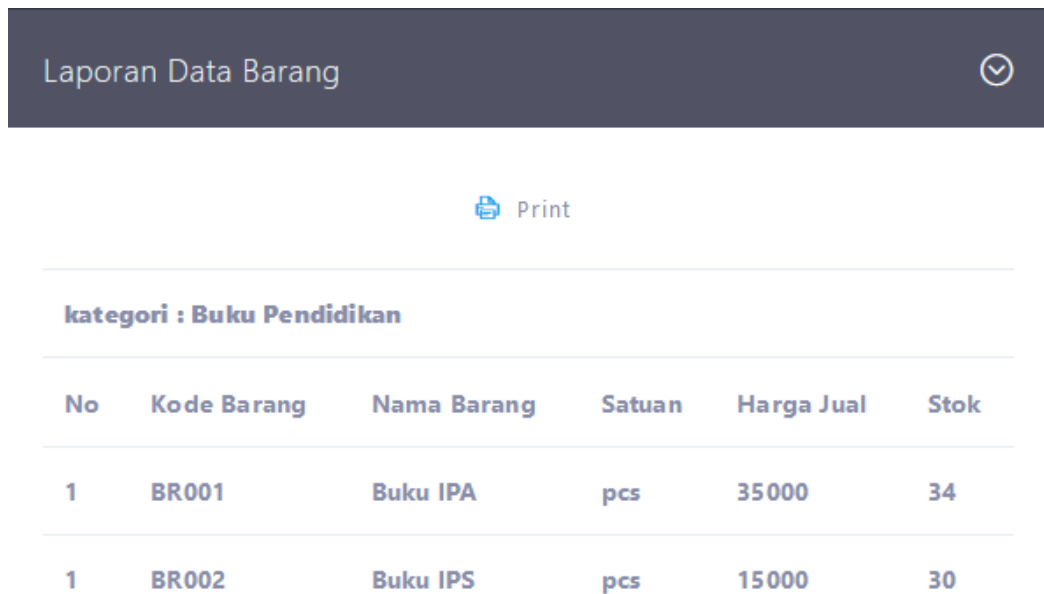 Laporan Data Barang
Print
kategori : Buku Pendidikan
No Kode Barang Nama Barang Satuan Harga Jual Stok
1 BR001 Buku IPA pcs 35000 34
1 BR002 Buku IPS pcs 15000 30